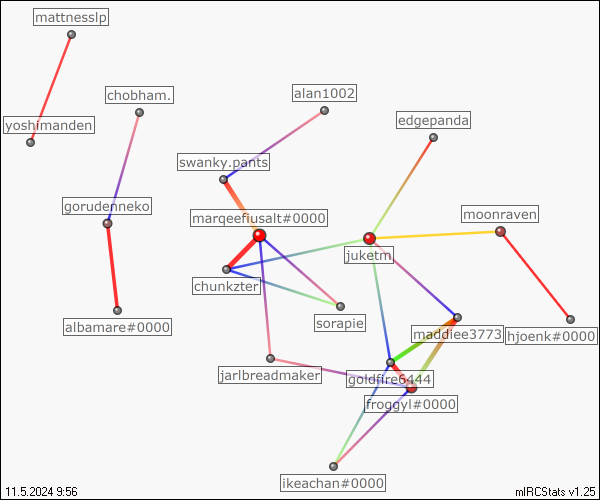 mattnesslp
chobham.
alan1002
yoshimanden
edgepanda
swanky.pants
gorudenneko
marqeefiusalt#0000
moonraven
juketm
chunkzter
sorapie
albamare#0000
maddiee3773
hjoenk#0000
jarlbreadmaker
goldfire6444
froggyl#0000
ikeachan#0000
11.5.2024 9:56
mIRCStats v1.25